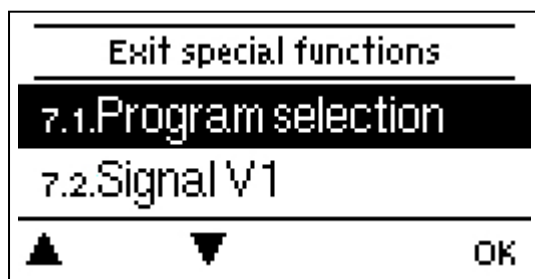 Exit special functions
7.1.Program selection
7.2.Signal V1
▲ ▼ OK